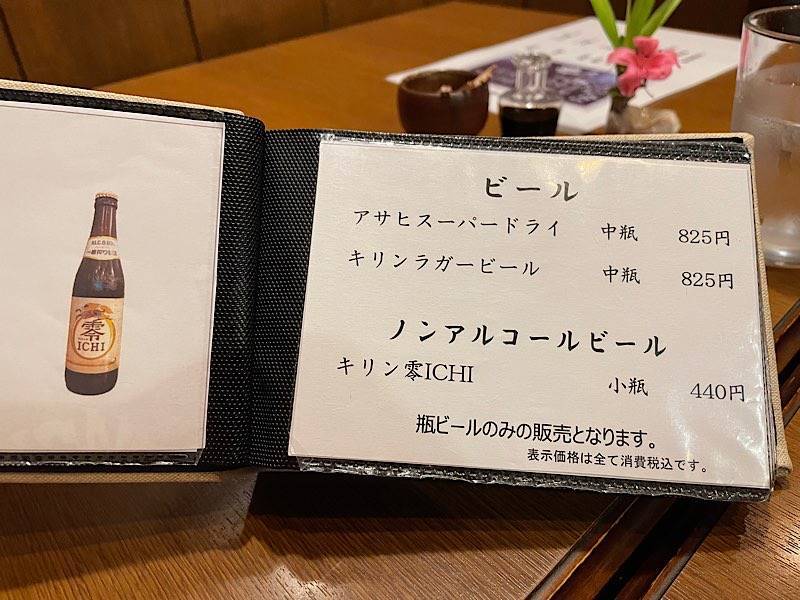 零
ICHI
ビール
アサヒスーパードライ 中瓶 825円
キリンラガービール 中瓶 825円
ノンアルコールビール
キリン零ICHI 小瓶 440円
瓶ビールのみの販売となります。
表示価格は全て消費税込です。